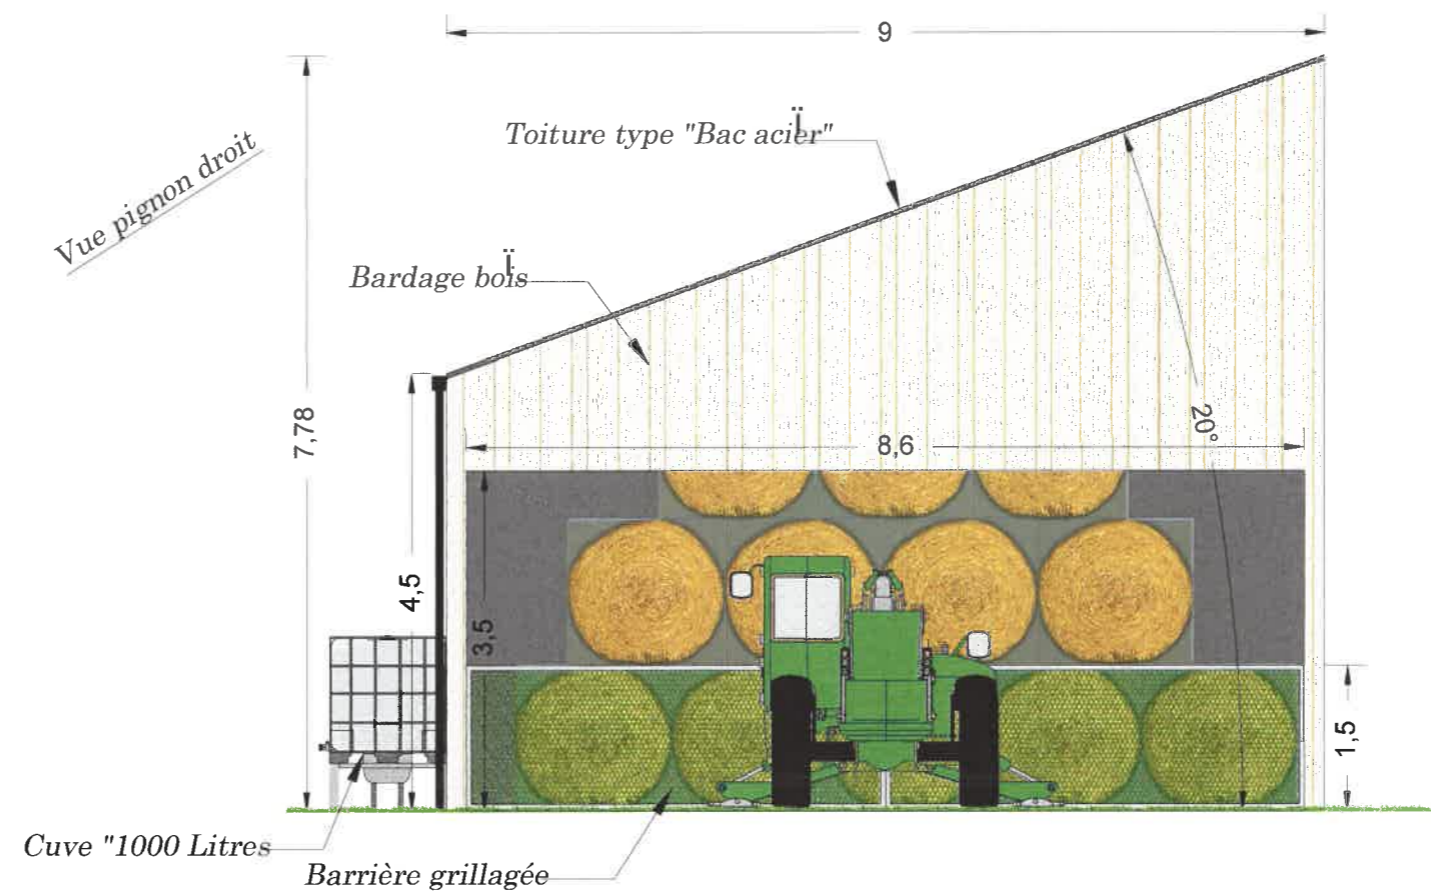 9
Toiture type "Bac acier"
Vue pignon droit
Bardage bois
7,78
20°
8,6
4,5
3,5
1,5
Cuve "1000 Litres
Barrière grillagée